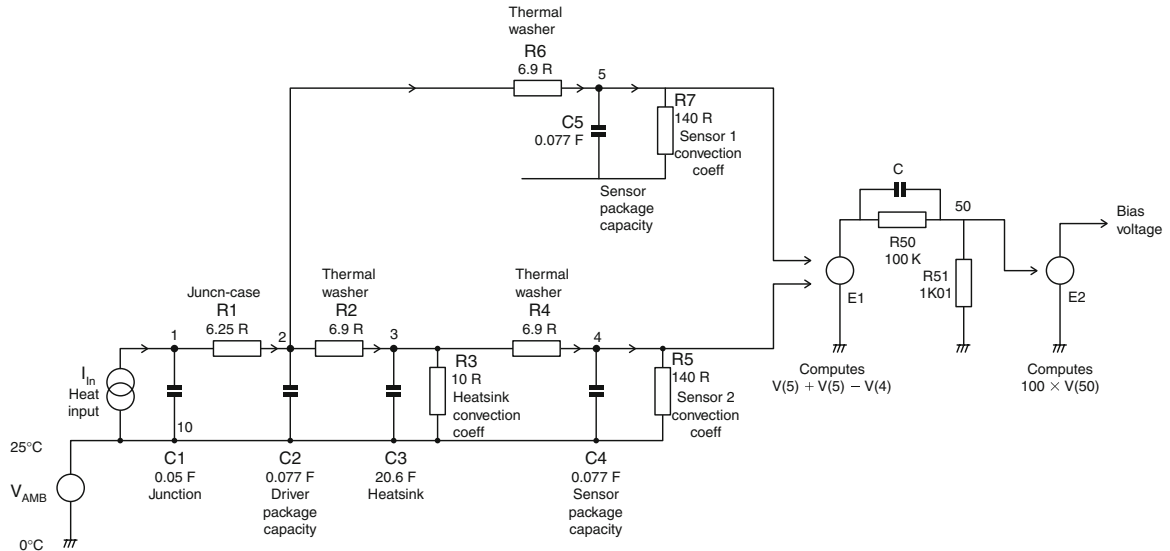 Thermal
washer
R6
6.9 R
5
C5
0.077 F
R7
140 R
Sensor 1
convection
coeff
Sensor
package
capacity
C
50
R50
100 K
R51
1K01
E1
E2
Bias
voltage
Computes
V(5) + V(5) − V(4)
Computes
100 × V(50)
Juncn-case
R1
6.25 R
Thermal
washer
R2
6.9 R
Thermal
washer
R4
6.9 R
1
2
3
4
I In
Heat
input
R3
10 R
Heatsink
convection
coeff
R5
140 R
Sensor 2
convection
coeff
10
25°C
V AMB
0°C
C1
0.05 F
Junction
C2
0.077 F
Driver
package
capacity
C3
20.6 F
Heatsink
C4
0.077 F
Sensor
package
capacity